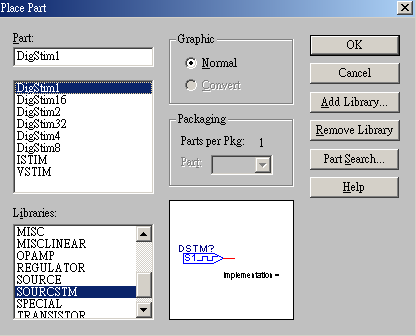 Place Part
Part:
DigStim1
DigStim1
DigStim16
DigStim2
DigStim32
DigStim4
DigStim8
ISTIM
VSTIM
Libraries:
MISC
MISCLINEAR
OPAMP
REGULATOR
SOURCE
SOURCSTM
SPECIAL
TRANSISTOR
Graphic
Normal
Convert
Packaging
Parts per Pkg: 1
Part:
DSTM?
S1
Implementation =
OK
Cancel
Add Library...
Remove Library
Part Search...
Help